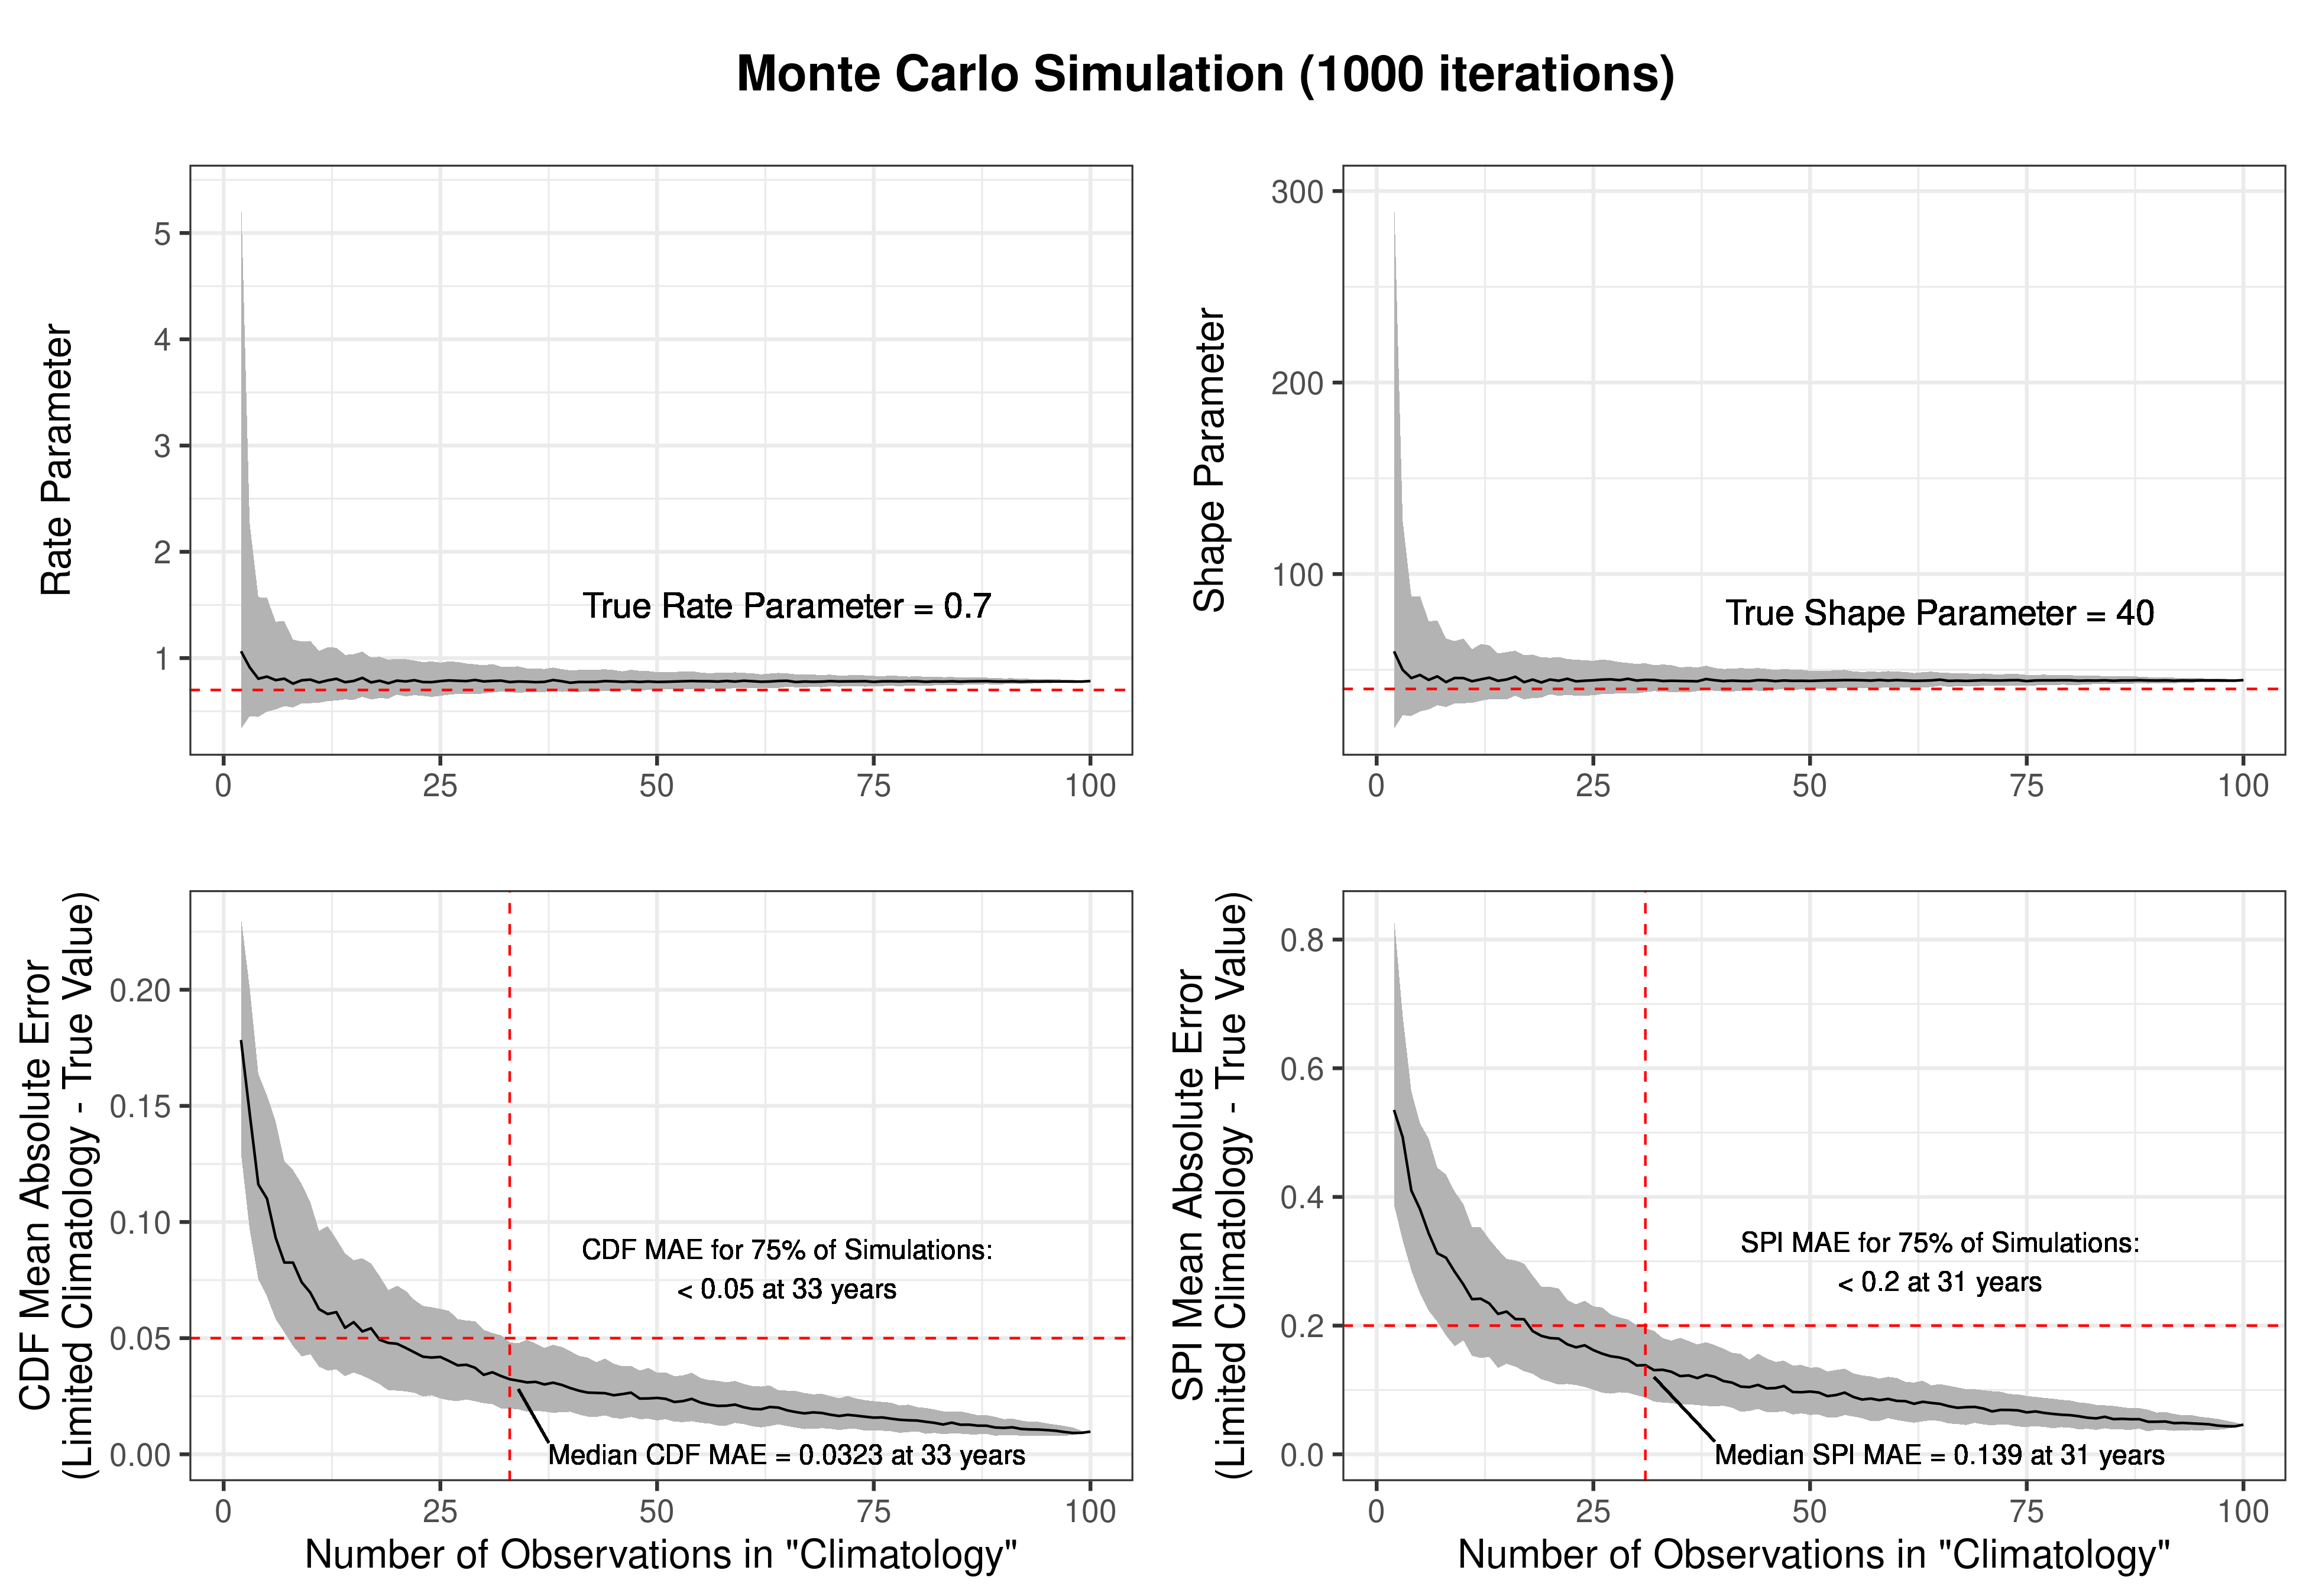 Monte Carlo Simulation (1000 iterations)
Rate Parameter
5
4
3
2
1
True Rate Parameter = 0.7
0 25 50 75 100
Shape Parameter
300
200
100
True Shape Parameter = 40
0 25 50 75 100
CDF Mean Absolute Error
(Limited Climatology - True Value)
0.20
0.15
0.10
0.05
0.00
CDF MAE for 75% of Simulations:
< 0.05 at 33 years
Median CDF MAE = 0.0323 at 33 years
0 25 50 75 100
Number of Observations in "Climatology"
SPI Mean Absolute Error
(Limited Climatology - True Value)
0.8
0.6
0.4
0.2
0.0
SPI MAE for 75% of Simulations:
< 0.2 at 31 years
Median SPI MAE = 0.139 at 31 years
0 25 50 75 100
Number of Observations in "Climatology"